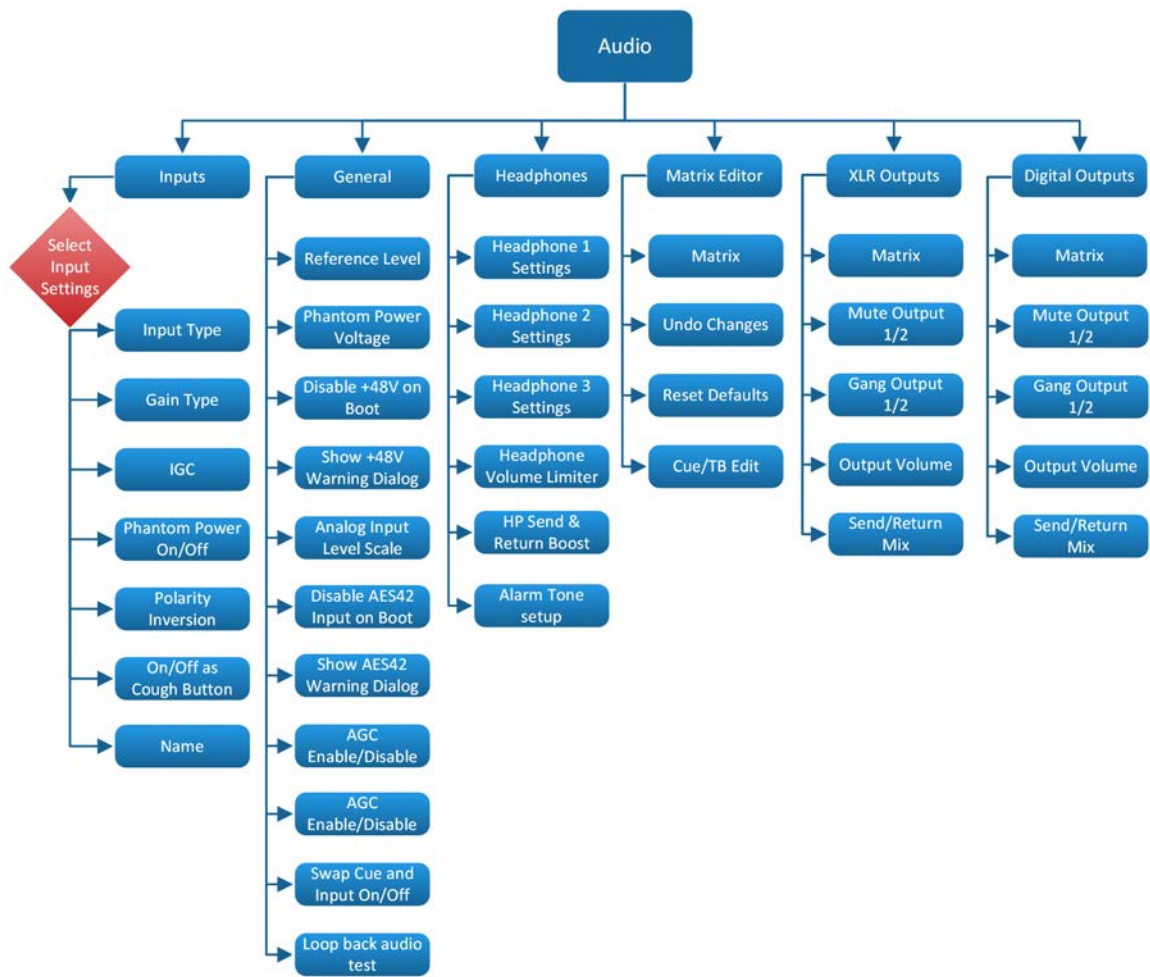 Audio
Inputs
General
Headphones
Matrix Editor
XLR Outputs
Digital Outputs
Select
Input
Settings
Input Type
Gain Type
IGC
Phantom Power
On/Off
Polarity
Inversion
On/Off as
Cough Button
Name
Reference Level
Phantom Power
Voltage
Disable +48V on
Boot
Show +48V
Warning Dialog
Analog Input
Level Scale
Disable AES42
Input on Boot
Show AES42
Warning Dialog
AGC
Enable/Disable
AGC
Enable/Disable
Swap Cue and
Input On/Off
Loop back audio
test
Headphone 1
Settings
Headphone 2
Settings
Headphone 3
Settings
Headphone
Volume Limiter
HP Send &
Return Boost
Alarm Tone
setup
Matrix
Undo Changes
Reset Defaults
Cue/TB Edit
Matrix
Mute Output
1/2
Gang Output
1/2
Output Volume
Send/Return
Mix
Matrix
Mute Output
1/2
Gang Output
1/2
Output Volume
Send/Return
Mix